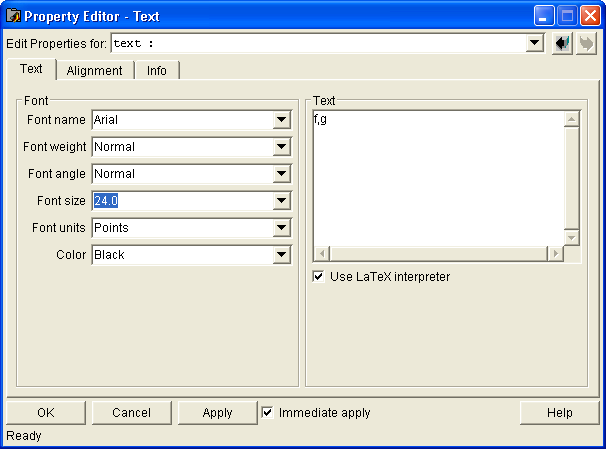 Property Editor - Text
Edit Properties for: text :
Text Alignment Info
Font
Font name Arial
Font weight Normal
Font angle Normal
Font size 24.0
Font units Points
Color Black
Text
f,g
Use LaTeX interpreter
OK Cancel Apply Immediate apply Help
Ready